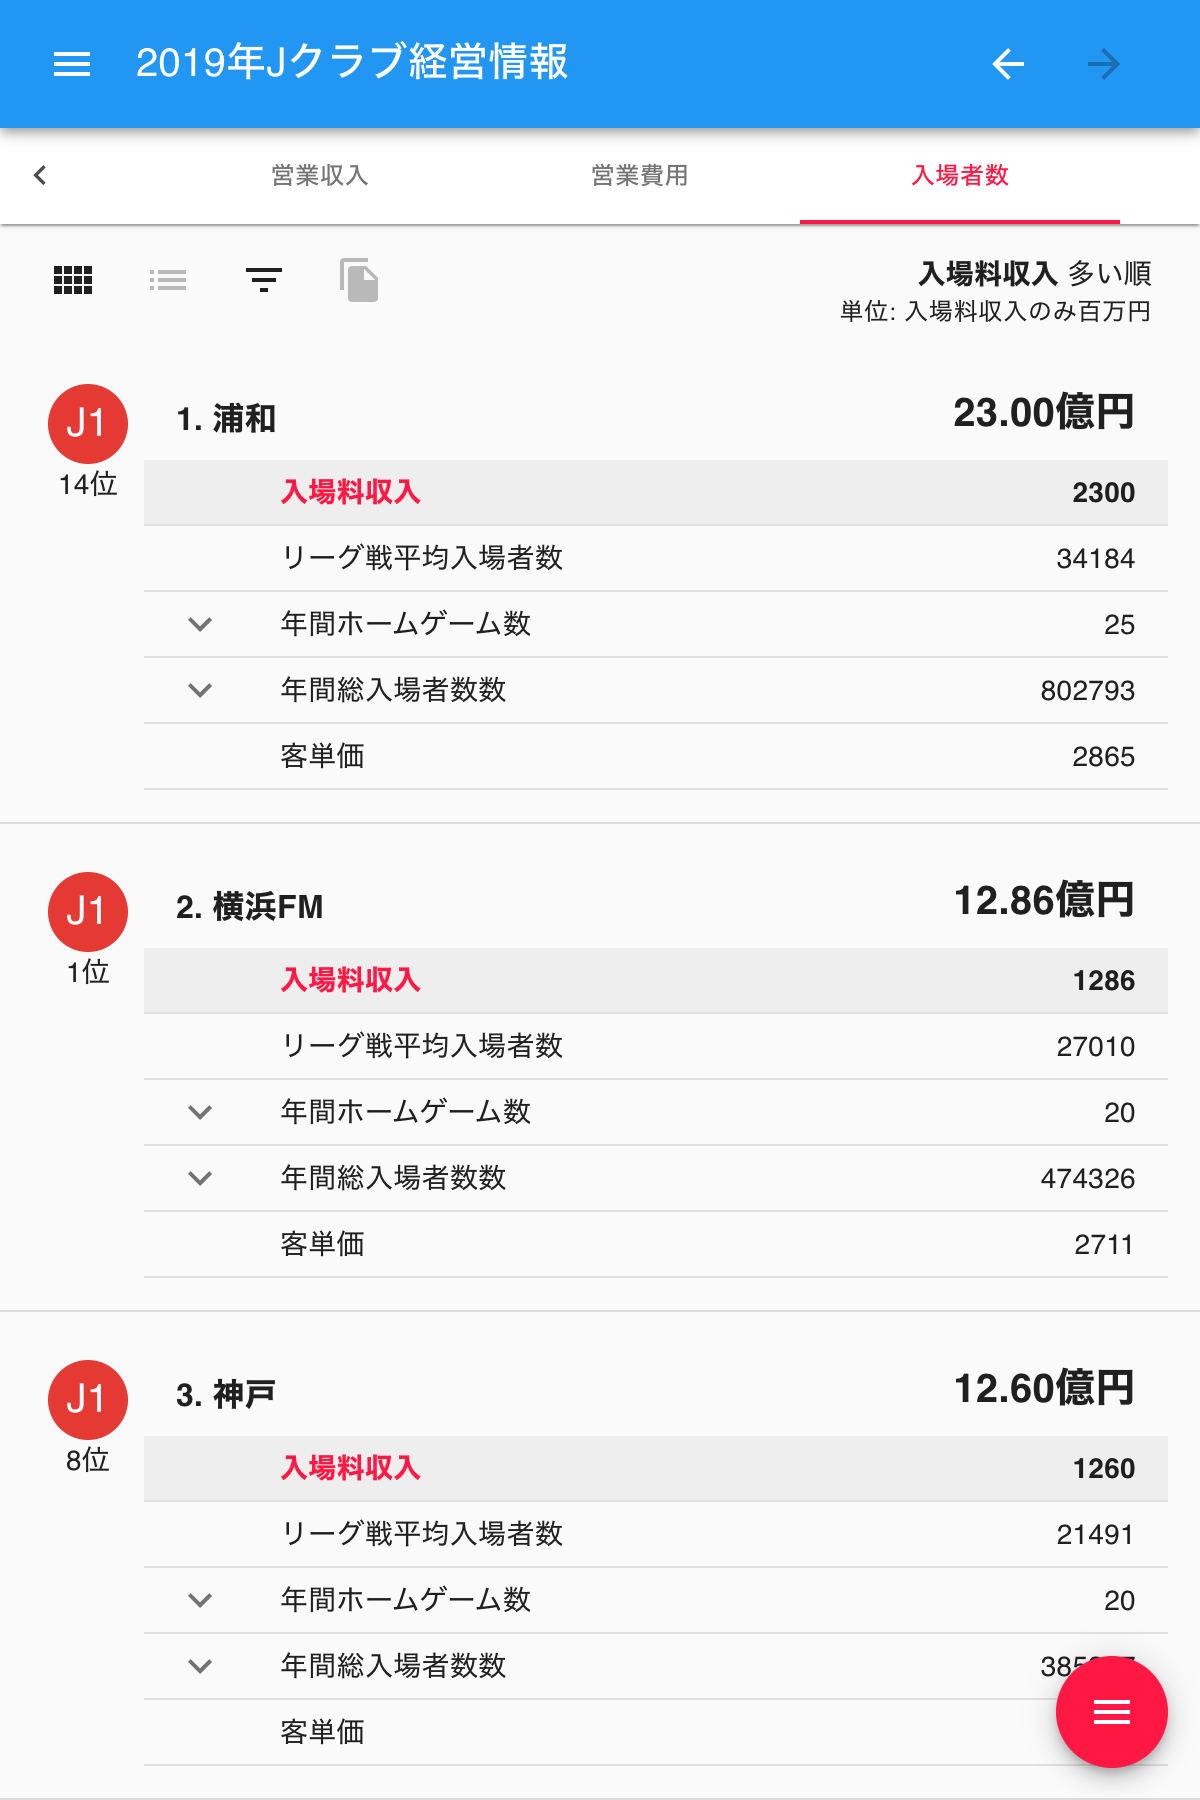 2019年Jクラブ経営情報
営業収入 営業費用 入場者数
入場料収入 多い順
単位: 入場料収入のみ百万円
J1 1. 浦和 23.00億円
14位
入場料収入 2300
リーグ戦平均入場者数 34184
年間ホームゲーム数 25
年間総入場者数数 802793
客単価 2865
J1 2. 横浜FM 12.86億円
1位
入場料収入 1286
リーグ戦平均入場者数 27010
年間ホームゲーム数 20
年間総入場者数数 474326
客単価 2711
J1 3. 神戸 12.60億円
8位
入場料収入 1260
リーグ戦平均入場者数 21491
年間ホームゲーム数 20
年間総入場者数数
客単価